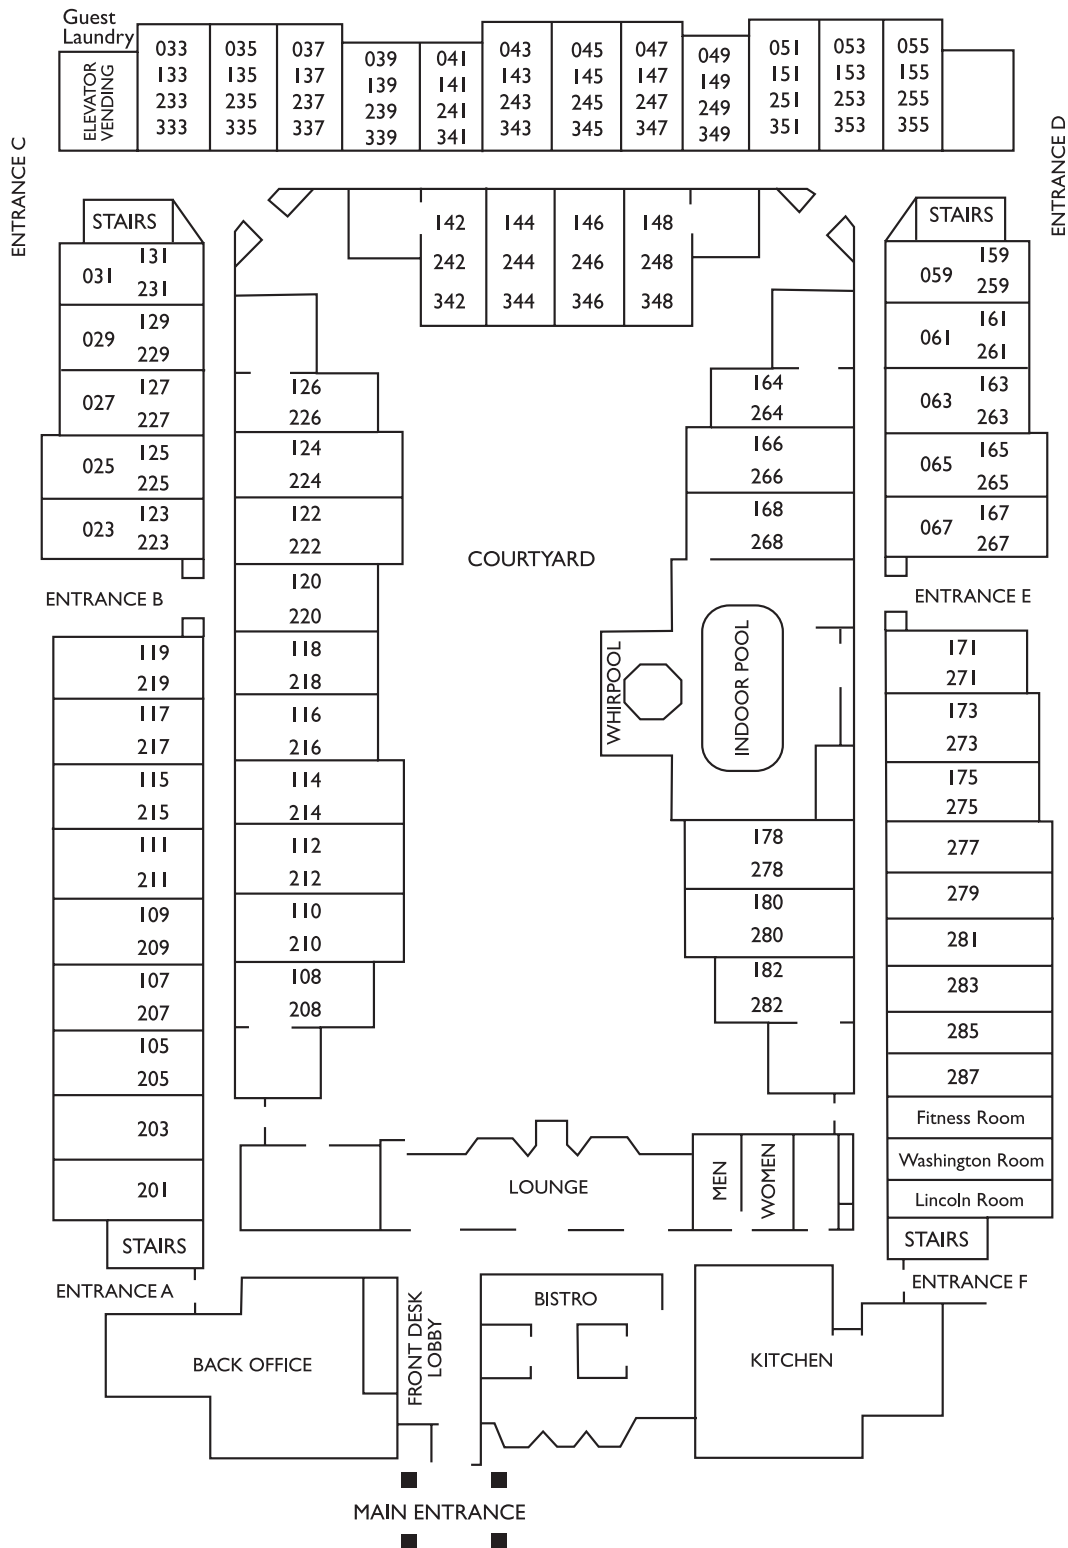 Guest
Laundry
ELEVATOR
VENDING
033 035 037 039 041 043 045 047 049 051 053 055
133 135 137 139 141 143 145 147 149 151 153 155
233 235 237 239 241 243 245 247 249 251 253 255
333 335 337 339 341 343 345 347 349 351 353 355
ENTRANCE C
ENTRANCE D
STAIRS
STAIRS
142 144 146 148
242 244 246 248
342 344 346 348
031 131
231
029 129
229
027 127
227
025 125
225
023 123
223
ENTRANCE B
119
219
117
217
115
215
111
211
109
209
107
207
105
205
203
201
STAIRS
ENTRANCE A
126
226
124
224
122
222
120
220
118
218
116
216
114
214
112
212
110
210
108
208
COURTYARD
164
264
166
266
168
268
WHIRPOOL
INDOOR POOL
178
278
180
280
182
282
059 159
259
061 161
261
063 163
263
065 165
265
067 167
267
ENTRANCE E
171
271
173
273
175
275
277
279
281
283
285
287
Fitness Room
Washington Room
Lincoln Room
STAIRS
ENTRANCE F
LOUNGE
MEN
WOMEN
BACK OFFICE
FRONT DESK
LOBBY
BISTRO
KITCHEN
MAIN ENTRANCE